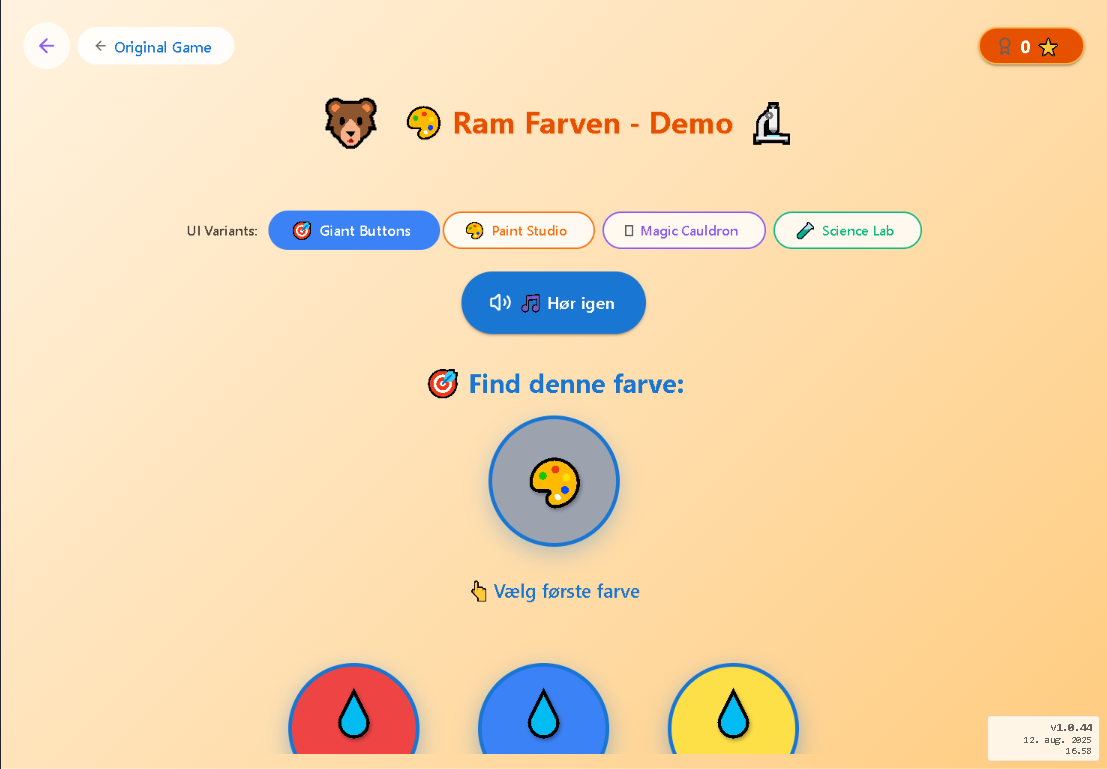 Original Game
0
Ram Farven - Demo
UI Variants:
Giant Buttons
Paint Studio
Magic Cauldron
Science Lab
Hør igen
Find denne farve:
Vælg første farve
v1.0.44
12. aug. 2025
16.58